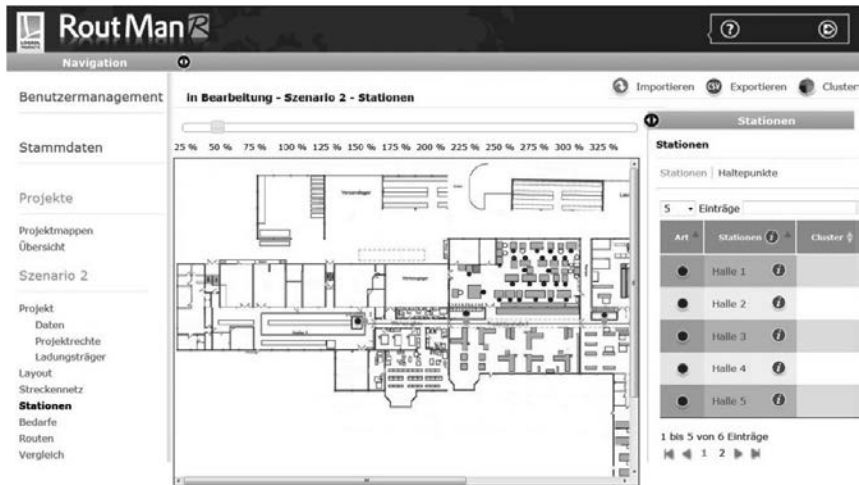 RoutMan R
Navigation
Benutzermanagement
Stammdaten
Projekte
Projektmappen
Übersicht
Szenario 2
Projekt
Daten
Projektrechte
Ladungsträger
Layout
Streckennetz
Stationen
Bedarfe
Routen
Vergleich
in Bearbeitung - Szenario 2 - Stationen
Importieren CSV Exportieren Cluster
25 % 50 % 75 % 100 % 125 % 150 % 175 % 200 % 225 % 250 % 275 % 300 % 325 %
Versandlager
Stationen
Stationen
Stationen | Haltepunkte
5 Einträge
Art Stationen Cluster
Halle 1
Halle 2
Halle 3
Halle 4
Halle 5
1 bis 5 von 6 Einträge
1 2